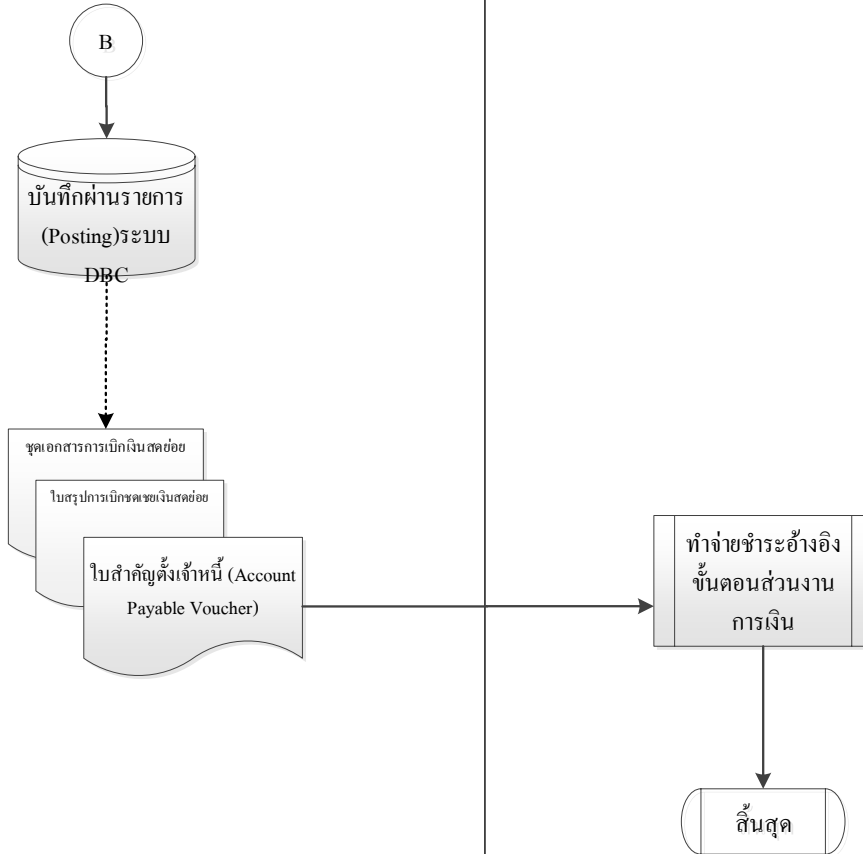 B
บันทึกผ่านรายการ
(Posting)ระบบ
DBC
ชุดเอกสารการเบิกเงินสดย่อย
ใบสรุปการเบิกชดเชยเงินสดย่อย
ใบสำคัญตั้งเจ้าหนี้ (Account
Payable Voucher)
ทำจ่ายชำระอ้างอิง
ขั้นตอนส่วนงาน
การเงิน
สิ้นสุด